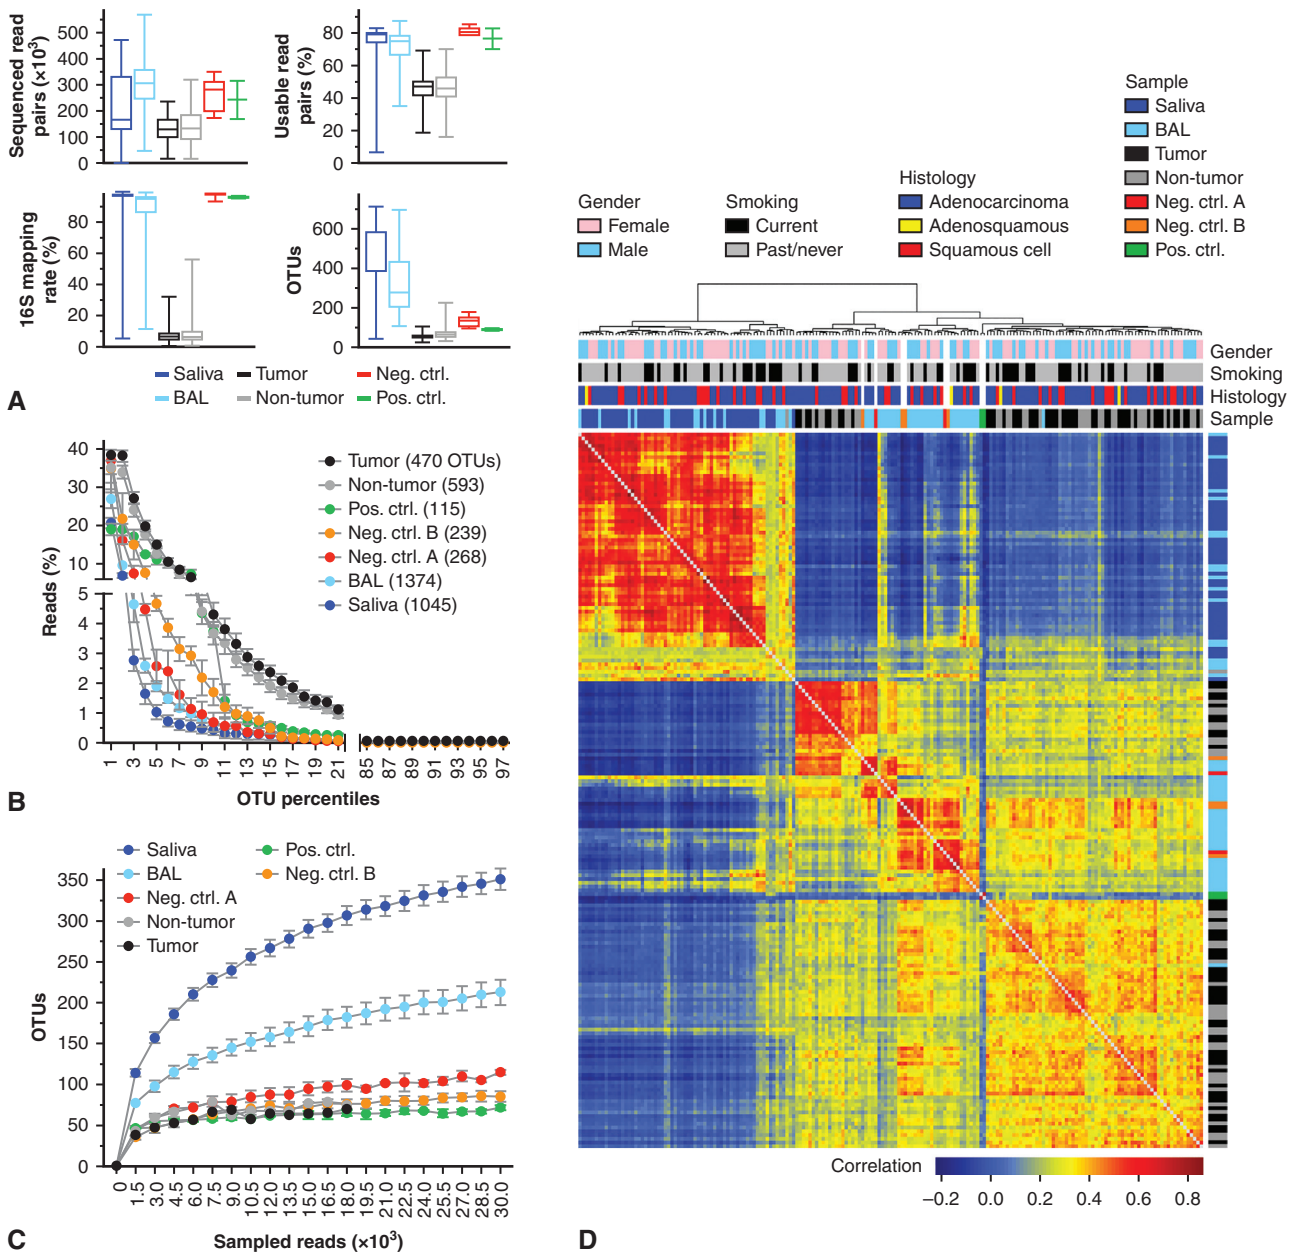 Sequenced read
pairs (×10³)
500
400
300
200
100
0
Usable read
pairs (%)
80
60
40
20
0
16S mapping
rate (%)
80
60
40
20
0
OTUs
600
400
200
0
Saliva
Tumor
Neg. ctrl.
BAL
Non-tumor
Pos. ctrl.
A
Reads (%)
40
30
20
10
5
4
3
2
1
0
Tumor (470 OTUs)
Non-tumor (593)
Pos. ctrl. (115)
Neg. ctrl. B (239)
Neg. ctrl. A (268)
BAL (1374)
Saliva (1045)
1 3 5 7 9 11 13 15 17 19 21 85 87 89 91 93 95 97
OTU percentiles
B
Saliva
Pos. ctrl.
BAL
Neg. ctrl. B
Neg. ctrl. A
Non-tumor
Tumor
OTUs
350
300
250
200
150
100
50
0
0 1.5 3.0 4.5 6.0 7.5 9.0 10.5 12.0 13.5 15.0 16.5 18.0 19.5 21.0 22.5 24.0 25.5 27.0 28.5 30.0
Sampled reads (×10³)
C
Gender
Female
Male
Smoking
Current
Past/never
Histology
Adenocarcinoma
Adenosquamous
Squamous cell
Sample
Saliva
BAL
Tumor
Non-tumor
Neg. ctrl. A
Neg. ctrl. B
Pos. ctrl.
Gender
Smoking
Histology
Sample
Correlation
−0.2 0.0 0.2 0.4 0.6 0.8
D